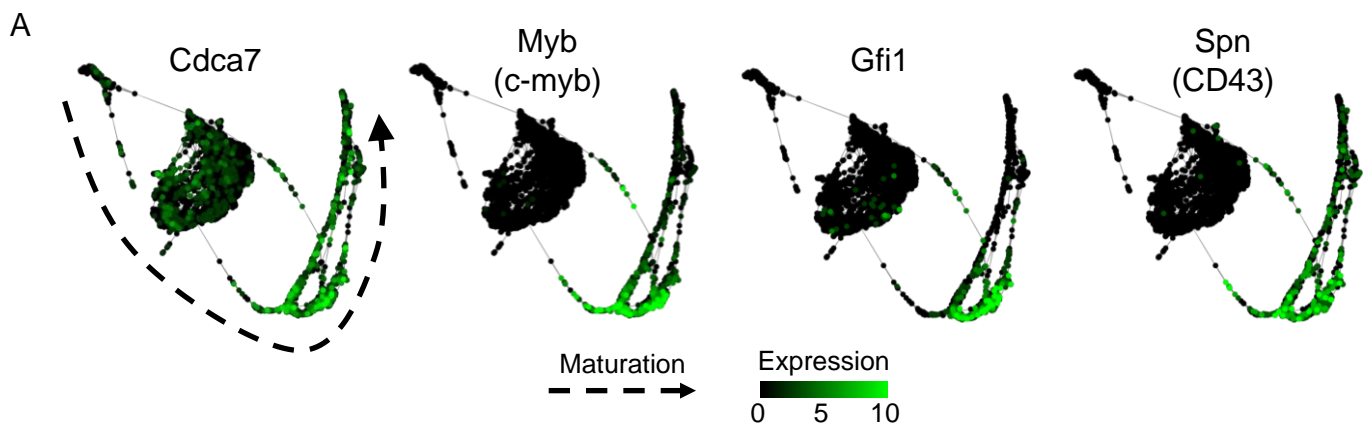 A
Cdca7
Myb
(c-myb)
Gfi1
Spn
(CD43)
Maturation
Expression
0 5 10